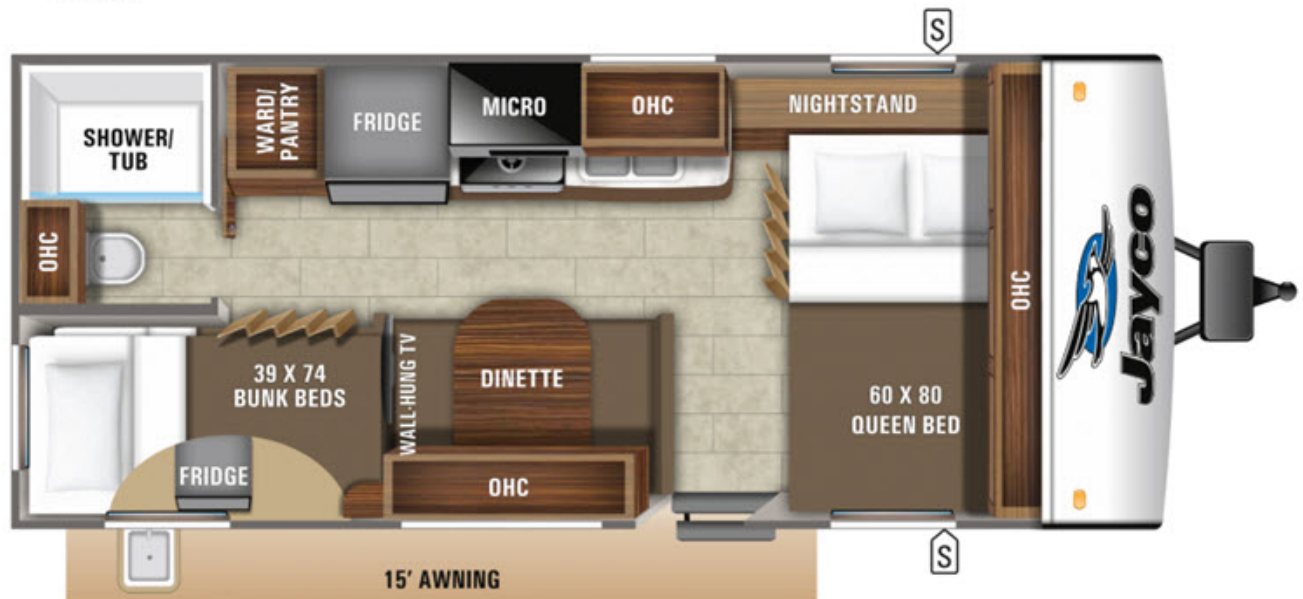 S
SHOWER/
TUB
WARD/
PANTRY
FRIDGE
MICRO
OHC
NIGHTSTAND
OHC
OHC
Jayco
39 X 74
BUNK BEDS
WALL-HUNG TV
DINETTE
60 X 80
QUEEN BED
FRIDGE
OHC
S
15' AWNING